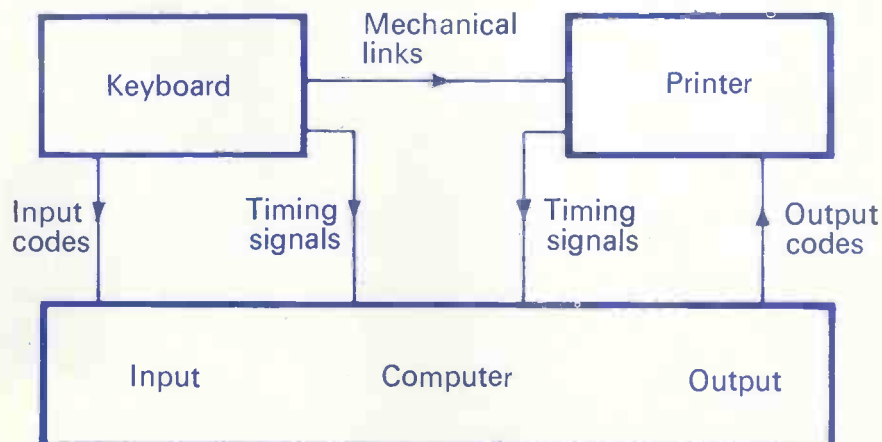 Mechanical
links
Keyboard
Printer
Input
codes
Timing
signals
Timing
signals
Output
codes
Input
Computer
Output